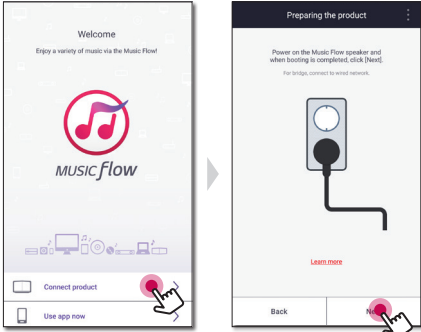 Welcome
Enjoy a variety of music via the Music Flow!
MUSIC flow
Connect product
Use app now
Preparing the product
Power on the Music Flow speaker and
when booting is completed, click [Next].
For bridge, connect to wired network.
Learn more
Back